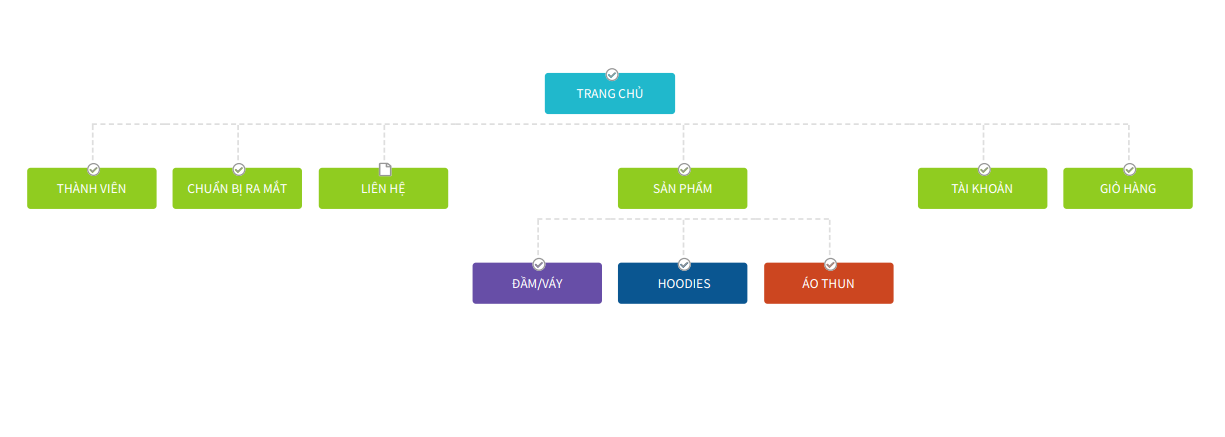 TRANG CHỦ
THÀNH VIÊN
CHUẨN BỊ RA MẮT
LIÊN HỆ
SẢN PHẨM
TÀI KHOẢN
GIỎ HÀNG
ĐẦM/VÁY
HOODIES
ÁO THUN